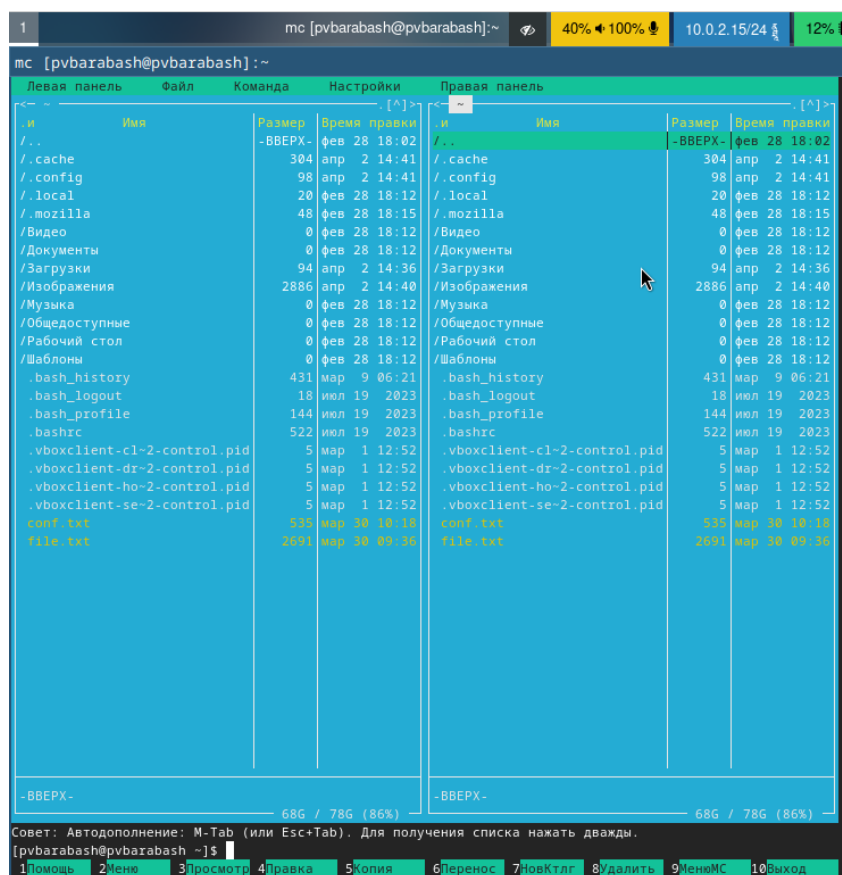 1 mc [pvbarabash@pvbarabash]:~ 40% 100% 10.0.2.15/24 12%
mc [pvbarabash@pvbarabash]:~
Левая панель Файл Команда Настройки Правая панель
<— ~ .[^]> <— ~ .[^]>
.и Имя Размер Время правки .и Имя Размер Время правки
/.. -ВВЕРХ- фев 28 18:02 /.. -ВВЕРХ- фев 28 18:02
/.cache 304 апр 2 14:41 /.cache 304 апр 2 14:41
/.config 98 апр 2 14:41 /.config 98 апр 2 14:41
/.local 20 фев 28 18:12 /.local 20 фев 28 18:12
/.mozilla 48 фев 28 18:15 /.mozilla 48 фев 28 18:15
/Видео 0 фев 28 18:12 /Видео 0 фев 28 18:12
/Документы 0 фев 28 18:12 /Документы 0 фев 28 18:12
/Загрузки 94 апр 2 14:36 /Загрузки 94 апр 2 14:36
/Изображения 2886 апр 2 14:40 /Изображения 2886 апр 2 14:40
/Музыка 0 фев 28 18:12 /Музыка 0 фев 28 18:12
/Общедоступные 0 фев 28 18:12 /Общедоступные 0 фев 28 18:12
/Рабочий стол 0 фев 28 18:12 /Рабочий стол 0 фев 28 18:12
/Шаблоны 0 фев 28 18:12 /Шаблоны 0 фев 28 18:12
.bash_history 431 мар 9 06:21 .bash_history 431 мар 9 06:21
.bash_logout 18 июл 19 2023 .bash_logout 18 июл 19 2023
.bash_profile 144 июл 19 2023 .bash_profile 144 июл 19 2023
.bashrc 522 июл 19 2023 .bashrc 522 июл 19 2023
.vboxclient-cl~2-control.pid 5 мар 1 12:52 .vboxclient-cl~2-control.pid 5 мар 1 12:52
.vboxclient-dr~2-control.pid 5 мар 1 12:52 .vboxclient-dr~2-control.pid 5 мар 1 12:52
.vboxclient-ho~2-control.pid 5 мар 1 12:52 .vboxclient-ho~2-control.pid 5 мар 1 12:52
.vboxclient-se~2-control.pid 5 мар 1 12:52 .vboxclient-se~2-control.pid 5 мар 1 12:52
conf.txt 535 мар 30 10:18 conf.txt 535 мар 30 10:18
file.txt 2691 мар 30 09:36 file.txt 2691 мар 30 09:36
-ВВЕРХ- -ВВЕРХ-
68G / 78G (86%) 68G / 78G (86%)
Совет: Автодополнение: M-Tab (или Esc+Tab). Для получения списка нажать дважды.
[pvbarabash@pvbarabash ~]$
1Помощь 2Меню 3Просмотр 4Правка 5Копия 6Перенос 7НовКтлг 8Удалить 9МенюMC 10Выход